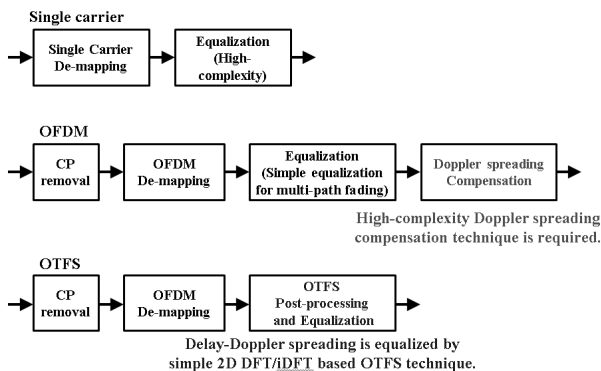 Single carrier
Single Carrier
De-mapping
Equalization
(High-
complexity)
OFDM
CP
removal
OFDM
De-mapping
Equalization
(Simple equalization
for multi-path fading)
Doppler spreading
Compensation
High-complexity Doppler spreading
compensation technique is required.
OTFS
CP
removal
OFDM
De-mapping
OTFS
Post-processing
and Equalization
Delay-Doppler spreading is equalized by
simple 2D DFT/iDFT based OTFS technique.